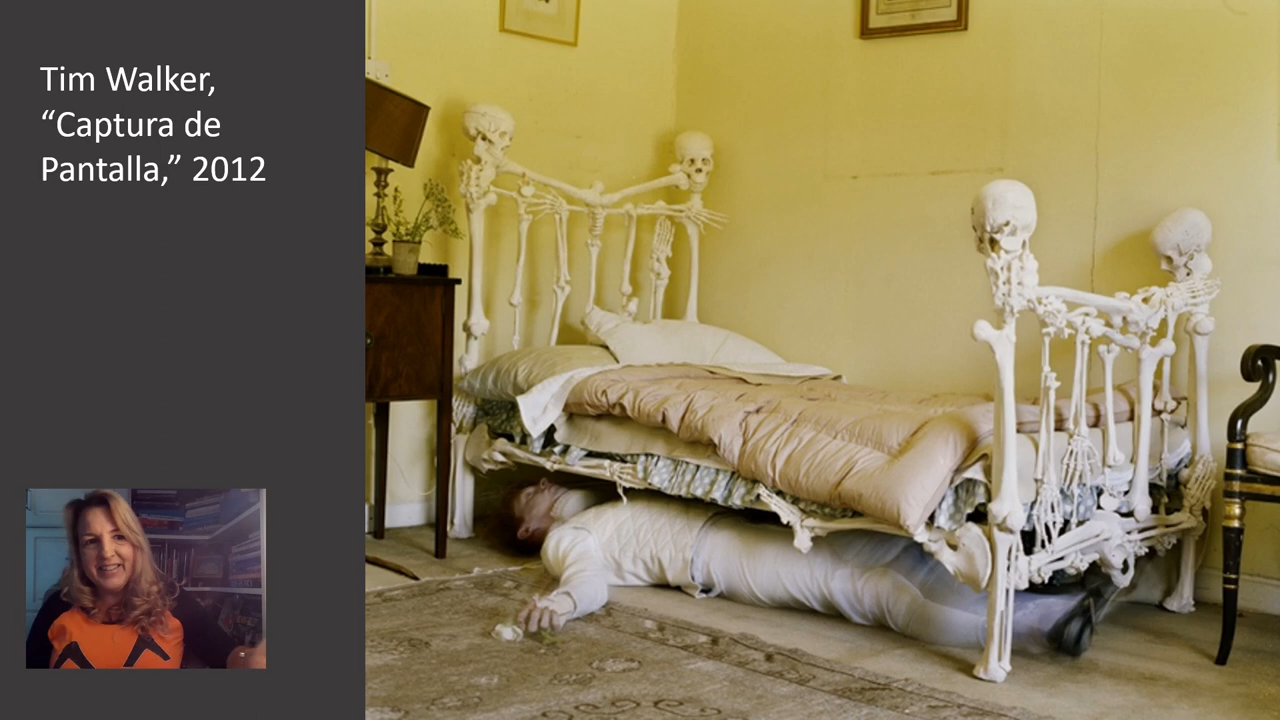 Tim Walker,
“Captura de
Pantalla,” 2012